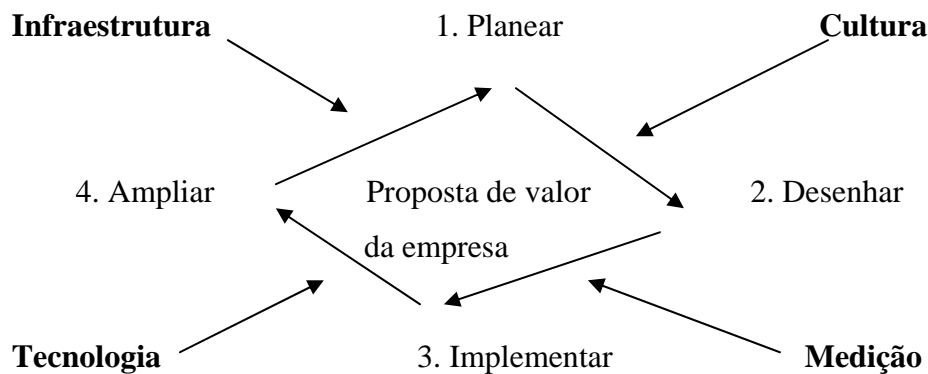 Infraestrutura
1. Planear
Cultura
4. Ampliar
Proposta de valor
da empresa
2. Desenhar
Tecnologia
3. Implementar
Medição